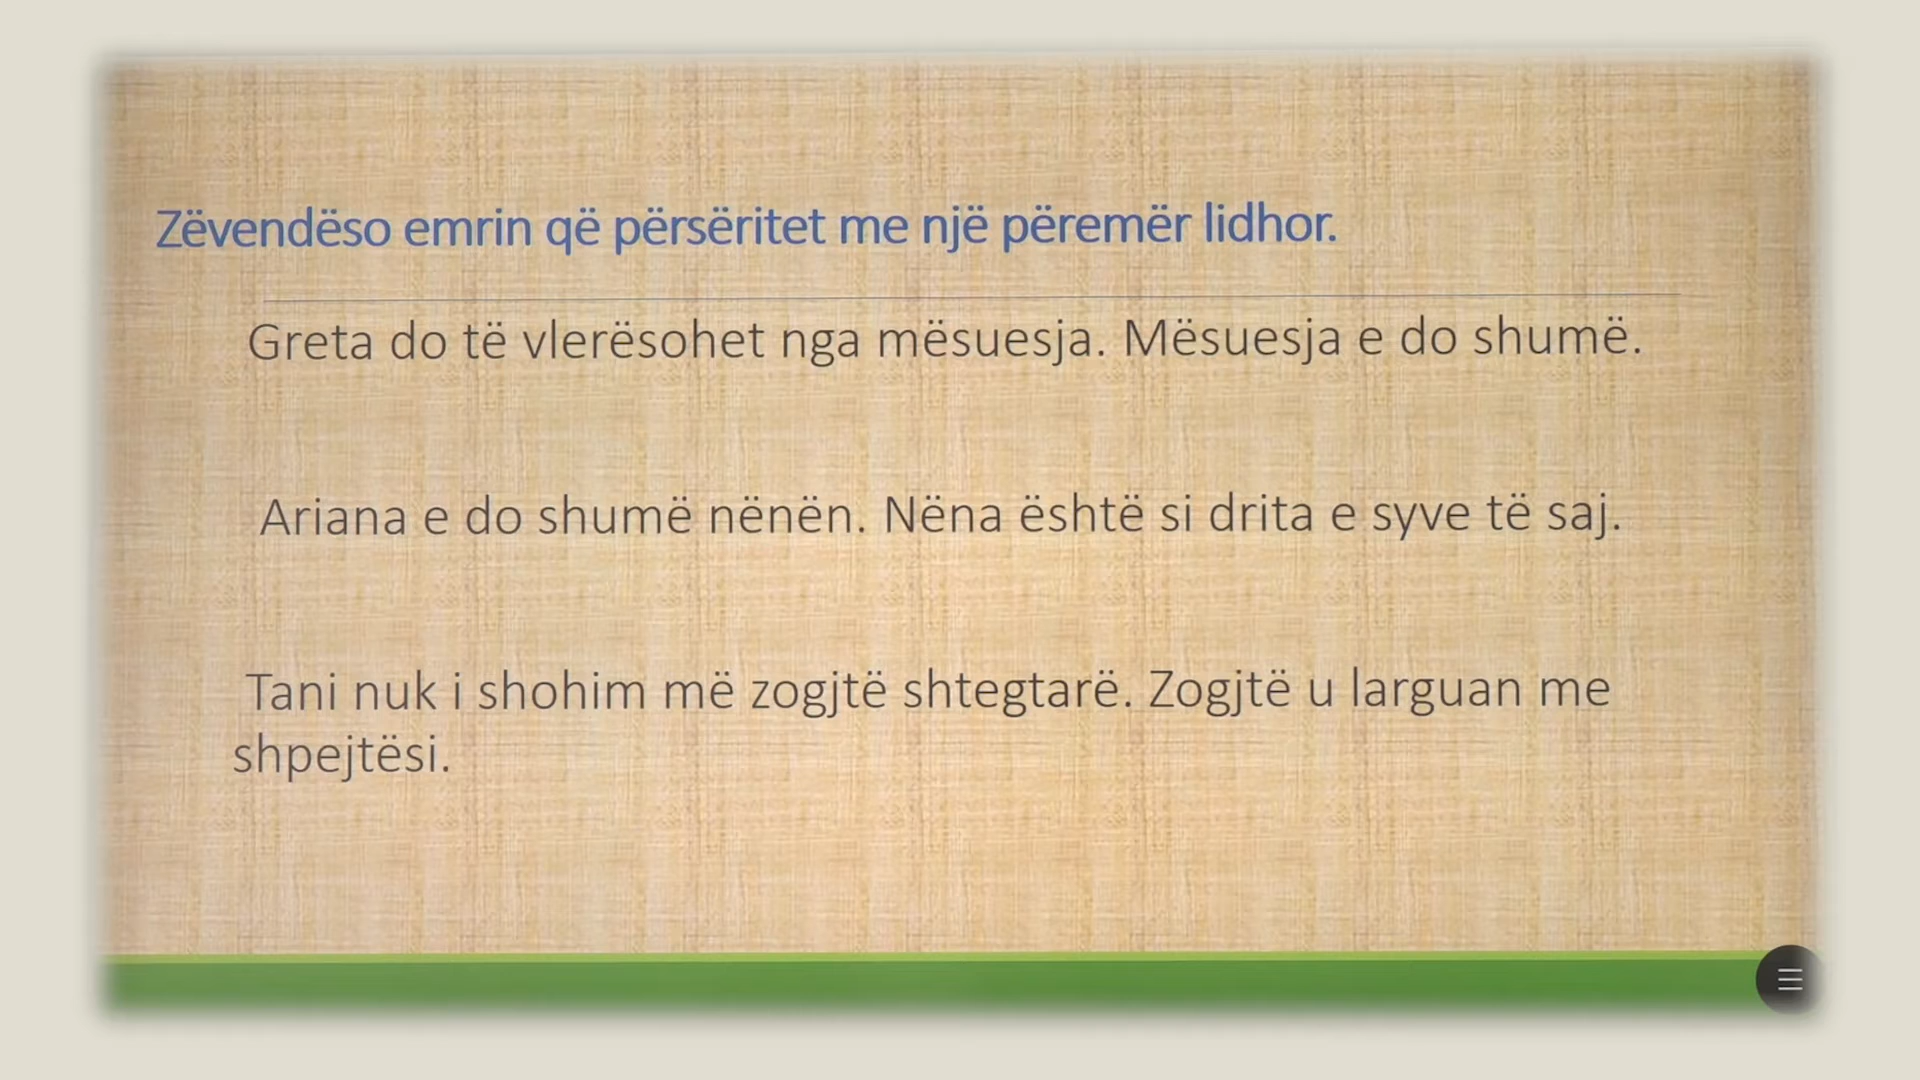 Zëvendëso emrin që përsëritet me një përemër lidhor.
Greta do të vlerësohet nga mësuesja. Mësuesja e do shumë.
Ariana e do shumë nënën. Nëna është si drita e syve të saj.
Tani nuk i shohim më zogjtë shtegtarë. Zogjtë u larguan me
shpejtësi.